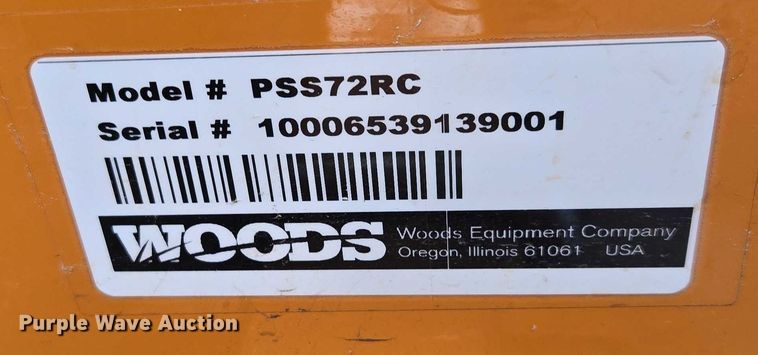 Model # PSS72RC
Serial # 10006539139001
WOODS
Woods Equipment Company
Oregon, Illinois 61061 USA
Purple Wave Auction